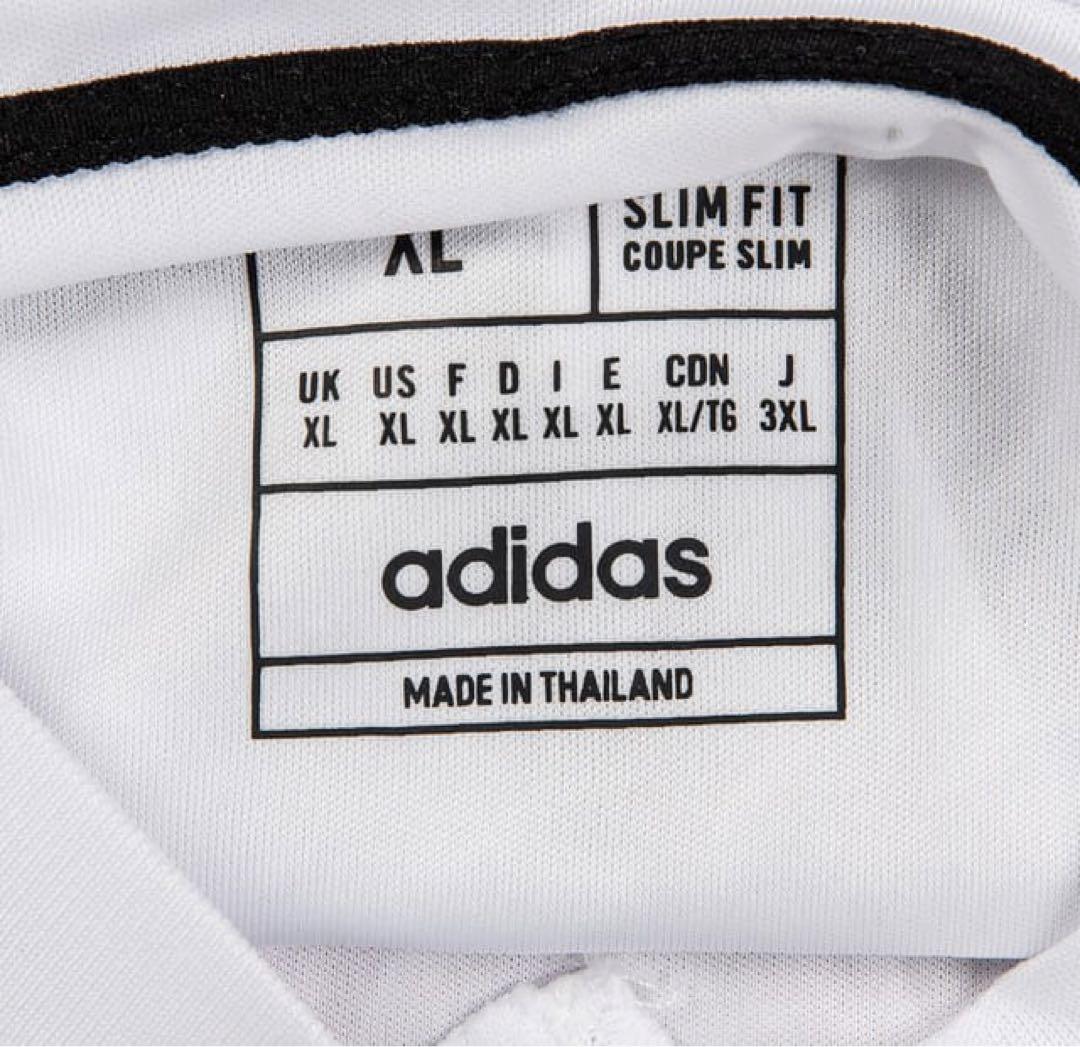 XL
SLIM FIT
COUPE SLIM
UK US F D I E CDN J
XL XL XL XL XL XL XL/TG 3XL
adidas
MADE IN THAILAND